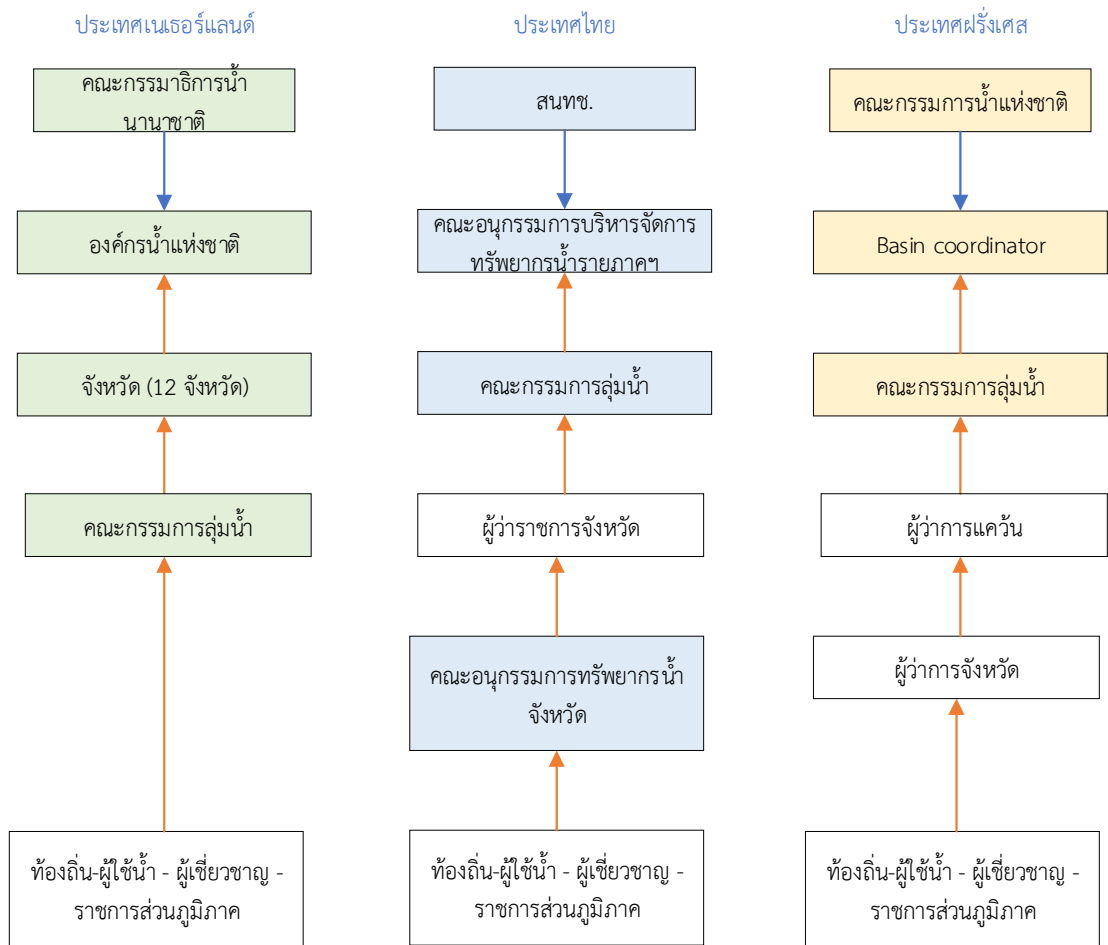 ประเทศเนเธอร์แลนด์
คณะกรรมาธิการน้ำ
นานาชาติ
องค์กรน้ำแห่งชาติ
จังหวัด (12 จังหวัด)
คณะกรรมการลุ่มน้ำ
ท้องถิ่น-ผู้ใช้น้ำ - ผู้เชี่ยวชาญ -
ราชการส่วนภูมิภาค
ประเทศไทย
สนทช.
คณะอนุกรรมการบริหารจัดการ
ทรัพยากรน้ำรายภาคฯ
คณะกรรมการลุ่มน้ำ
ผู้ว่าราชการจังหวัด
คณะอนุกรรมการทรัพยากรน้ำ
จังหวัด
ท้องถิ่น-ผู้ใช้น้ำ - ผู้เชี่ยวชาญ -
ราชการส่วนภูมิภาค
ประเทศฝรั่งเศส
คณะกรรมการน้ำแห่งชาติ
Basin coordinator
คณะกรรมการลุ่มน้ำ
ผู้ว่าการแคว้น
ผู้ว่าการจังหวัด
ท้องถิ่น-ผู้ใช้น้ำ - ผู้เชี่ยวชาญ -
ราชการส่วนภูมิภาค